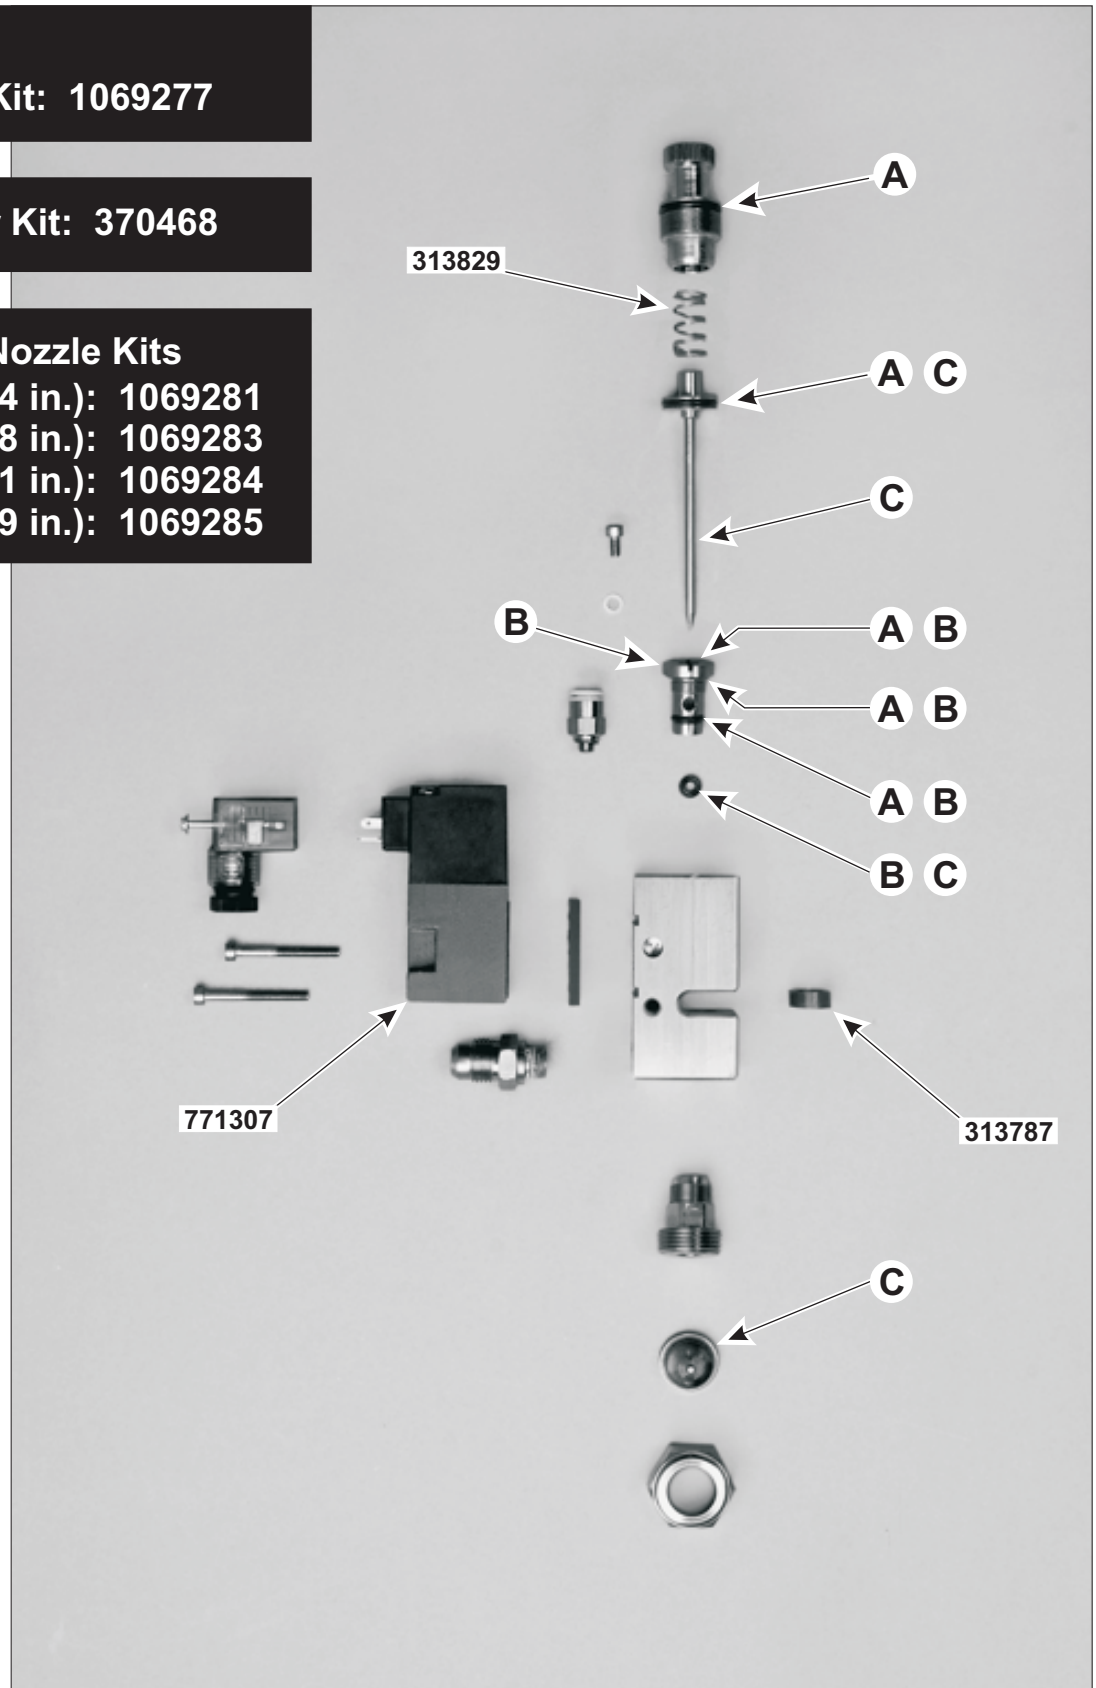 Kit: 1069277
Kit: 370468
Nozzle Kits
4 in.): 1069281
8 in.): 1069283
1 in.): 1069284
9 in.): 1069285
A
313829
A C
C
B
A B
A B
A B
B C
771307
313787
C